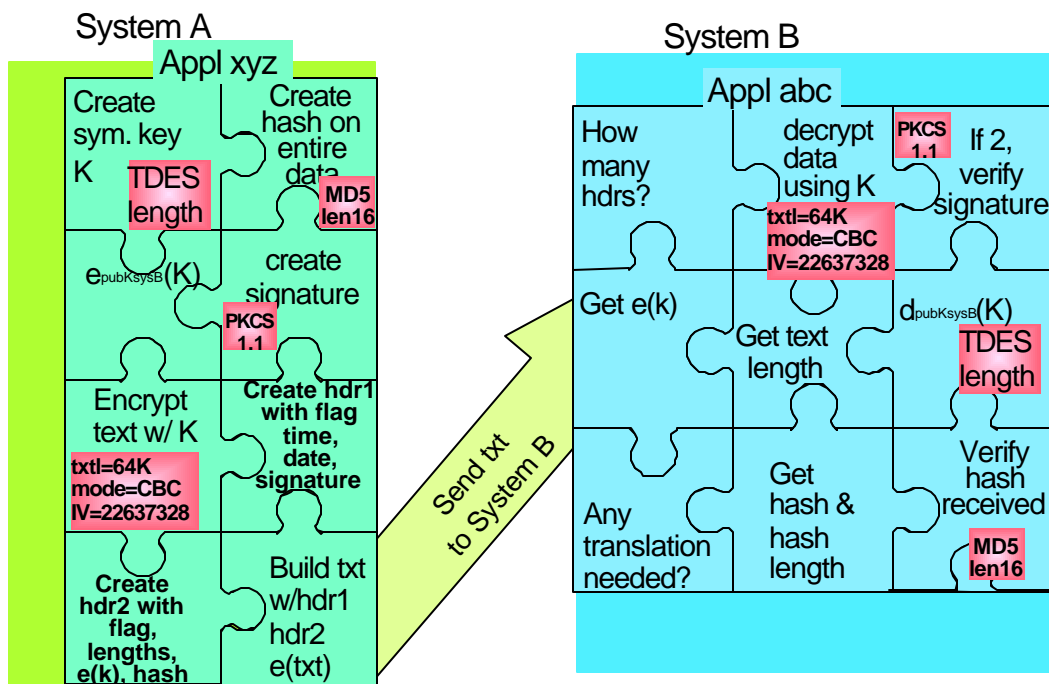 System A
Appl xyz
Create
sym. key
K
TDES
length
Create
hash on
entire
data
MD5
len16
epubKsysB(K)
create
signature
PKCS
1.1
Encrypt
text w/ K
txtl=64K
mode=CBC
IV=22637328
Create hdr1
with flag
time,
date,
signature
Create
hdr2 with
flag,
lengths,
e(k), hash
Build txt
w/hdr1
hdr2
e(txt)
Send txt
to System B
System B
Appl abc
How
many
hdrs?
decrypt
data
using K
txtl=64K
mode=CBC
IV=22637328
PKCS
1.1
If 2,
verify
signature
Get e(k)
Get text
length
dpubKsysB(K)
TDES
length
Any
translation
needed?
Get
hash &
hash
length
Verify
hash
received
MD5
len16